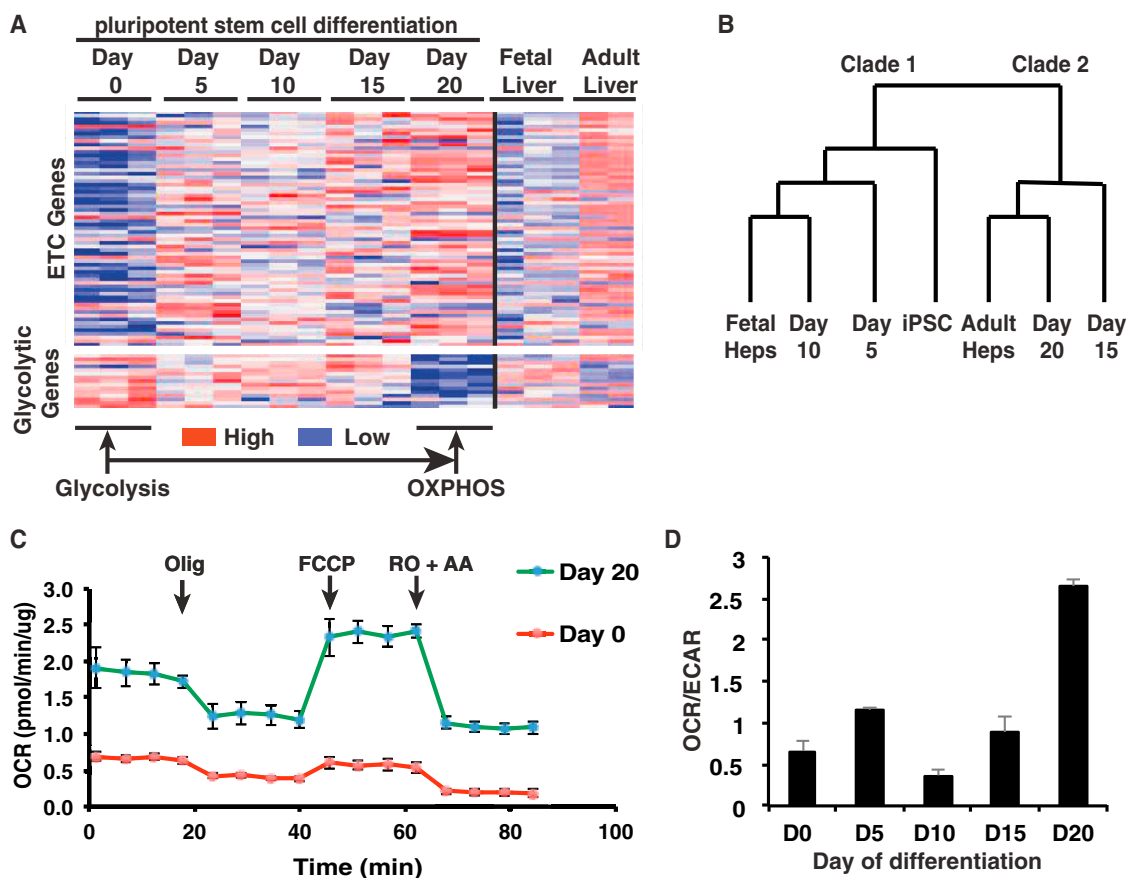 A
pluripotent stem cell differentiation
Day 0
Day 5
Day 10
Day 15
Day 20
Fetal Liver
Adult Liver
ETC Genes
Glycolytic Genes
High
Low
Glycolysis
OXPHOS
B
Clade 1
Clade 2
Fetal Heps
Day 10
Day 5
iPSC
Adult Heps
Day 20
Day 15
C
Olig
FCCP
RO + AA
Day 20
Day 0
OCR (pmol/min/ug)
3.0
2.5
2.0
1.5
1.0
0.5
0.0
0
20
40
60
80
100
Time (min)
D
OCR/ECAR
3
2.5
2
1.5
1
0.5
0
D0
D5
D10
D15
D20
Day of differentiation